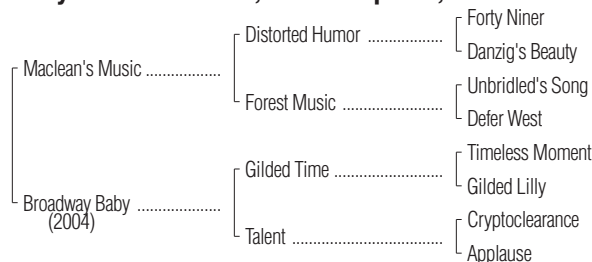 Forty Niner
Distorted Humor ..................
Danzig's Beauty
Maclean's Music ..................
Unbridled's Song
Forest Music ........................
Defer West
Timeless Moment
Gilded Time ..........................
Gilded Lilly
Broadway Baby ....................
(2004)
Cryptoclearance
Talent ....................................
Applause